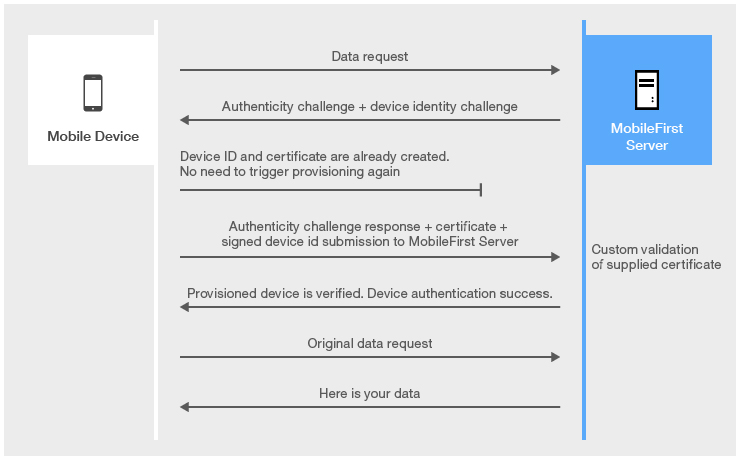 Data request
Mobile Device
MobileFirst
Server
Authenticity challenge + device identity challenge
Device ID and certificate are already created.
No need to trigger provisioning again
Authenticity challenge response + certificate +
signed device id submission to MobileFirst Server
Custom validation
of supplied certificate
Provisioned device is verified. Device authentication success.
Original data request
Here is your data